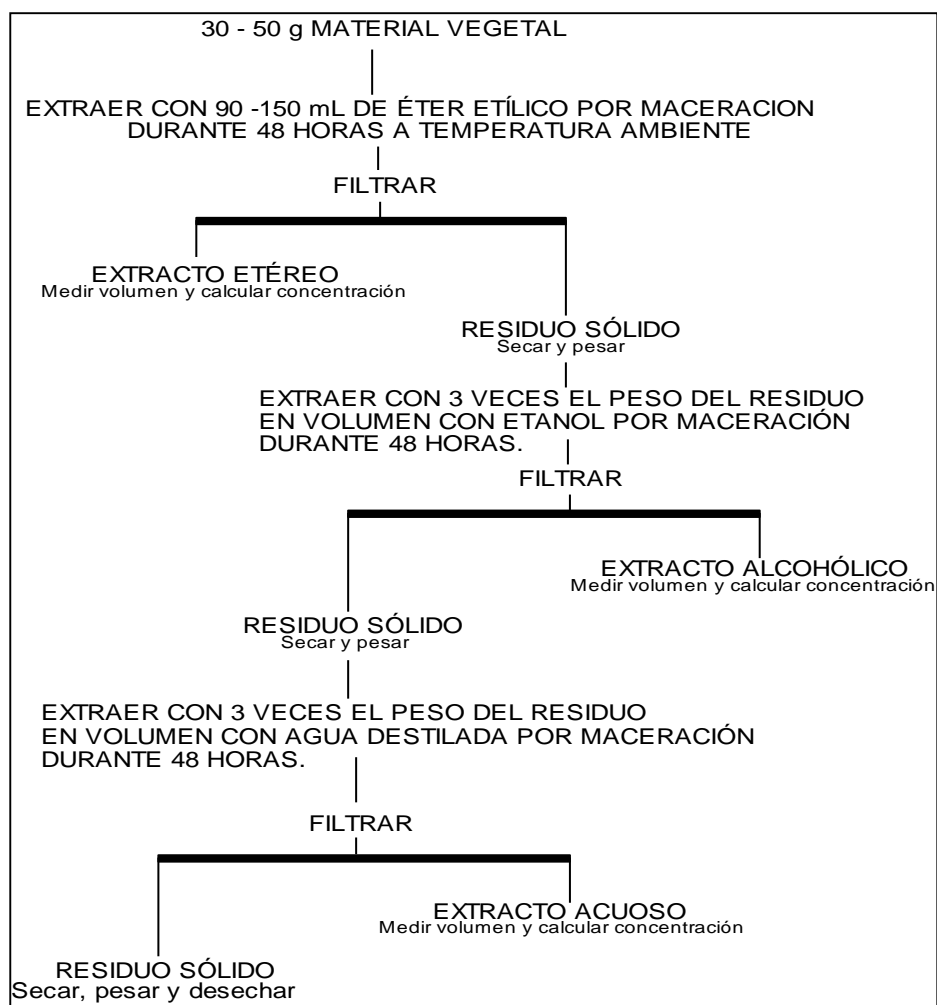 30 - 50 g MATERIAL VEGETAL
EXTRAER CON 90 -150 mL DE ÉTER ETÍLICO POR MACERACION
DURANTE 48 HORAS A TEMPERATURA AMBIENTE
FILTRAR
EXTRACTO ETÉREO
Medir volumen y calcular concentración
RESIDUO SÓLIDO
Secar y pesar
EXTRAER CON 3 VECES EL PESO DEL RESIDUO
EN VOLUMEN CON ETANOL POR MACERACIÓN
DURANTE 48 HORAS.
FILTRAR
EXTRACTO ALCOHÓLICO
Medir volumen y calcular concentración
RESIDUO SÓLIDO
Secar y pesar
EXTRAER CON 3 VECES EL PESO DEL RESIDUO
EN VOLUMEN CON AGUA DESTILADA POR MACERACIÓN
DURANTE 48 HORAS.
FILTRAR
EXTRACTO ACUOSO
Medir volumen y calcular concentración
RESIDUO SÓLIDO
Secar, pesar y desechar